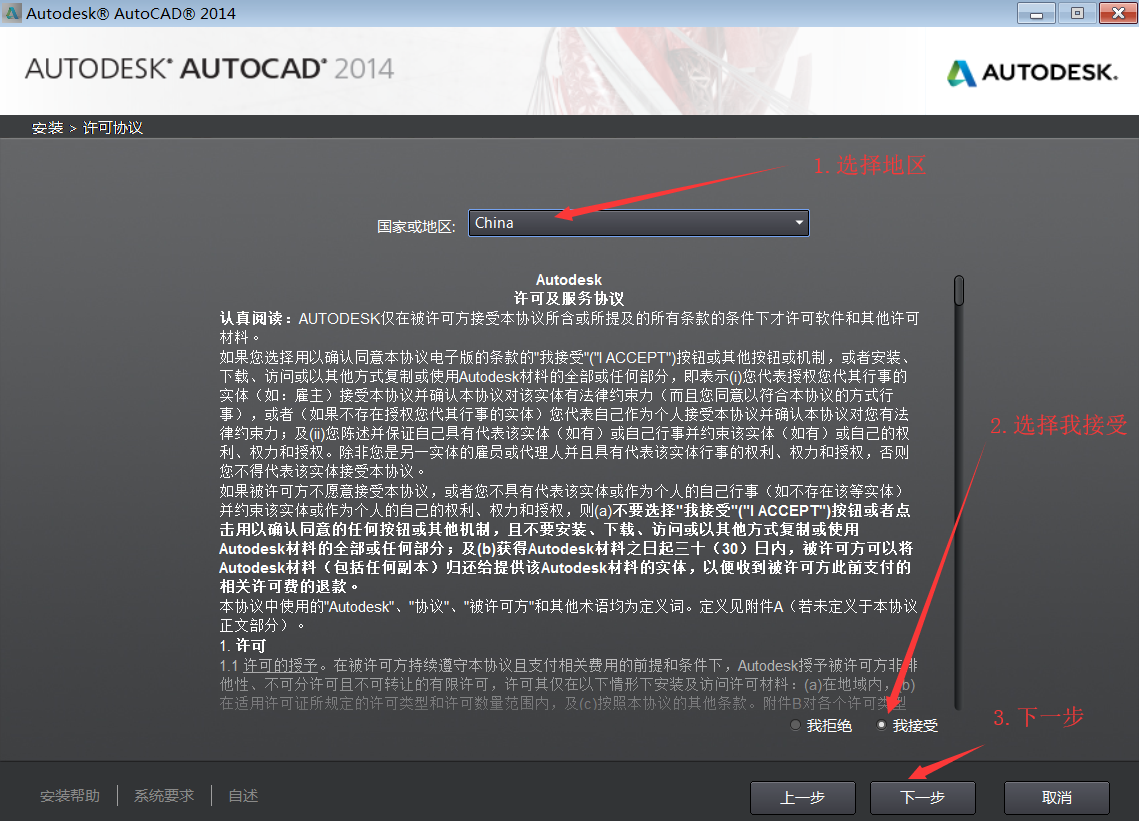 Autodesk® AutoCAD® 2014
AUTODESK® AUTOCAD® 2014
AUTODESK.
安装 > 许可协议
1.选择地区
国家或地区: China
Autodesk
许可及服务协议
认真阅读：AUTODESK仅在被许可方接受本协议所含或所提及的所有条款的条件下才许可软件和其他许可
材料。
如果您选择用以确认同意本协议电子版的条款的"我接受"("I ACCEPT")按钮或其他按钮或机制，或者安装、
下载、访问或以其他方式复制或使用Autodesk材料的全部或任何部分，即表示(i)您代表授权您代其行事的
实体（如：雇主）接受本协议并确认本协议对该实体有法律约束力（而且您同意以符合本协议的方式行
事），或者（如果不存在授权您代其行事的实体）您代表自己作为个人接受本协议并确认本协议对您有法
律约束力；及(ii)您陈述并保证自己具有代表该实体（如有）或自己行事并约束该实体（如有）或自己的权
利、权力和授权。除非您是另一实体的雇员或代理人并且具有代表该实体行事的权利、权力和授权，否则
您不得代表该实体接受本协议。
2.选择我接受
如果被许可方不愿意接受本协议，或者您不具有代表该实体或作为个人的自己行事（如不存在该等实体）
并约束该实体或作为个人的自己的权利、权力和授权，则(a)不要选择"我接受"("I ACCEPT")按钮或者点
击用以确认同意的任何按钮或其他机制，且不要安装、下载、访问或以其他方式复制或使用
Autodesk材料的全部或任何部分；及(b)获得Autodesk材料之日起三十（30）日内，被许可方可以将
Autodesk材料（包括任何副本）归还给提供该Autodesk材料的实体，以便收到被许可方此前支付的
相关许可费的退款。
本协议中使用的"Autodesk"、"协议"、"被许可方"和其他术语均为定义词。定义见附件A（若未定义于本协议
正文部分）。
1. 许可
1.1 许可的授予。在被许可方持续遵守本协议且支付相关费用的前提和条件下，Autodesk授予被许可方非排
他性、不可分许可且不可转让的有限许可，许可其仅在以下情形下安装及访问许可材料：(a)在地域内，(b)
在适用许可证所规定的许可类型和许可数量范围内，及(c)按照本协议的其他条款。附件B对各个许可类型
我拒绝 我接受
3.下一步
安装帮助 系统要求 自述 上一步 下一步 取消